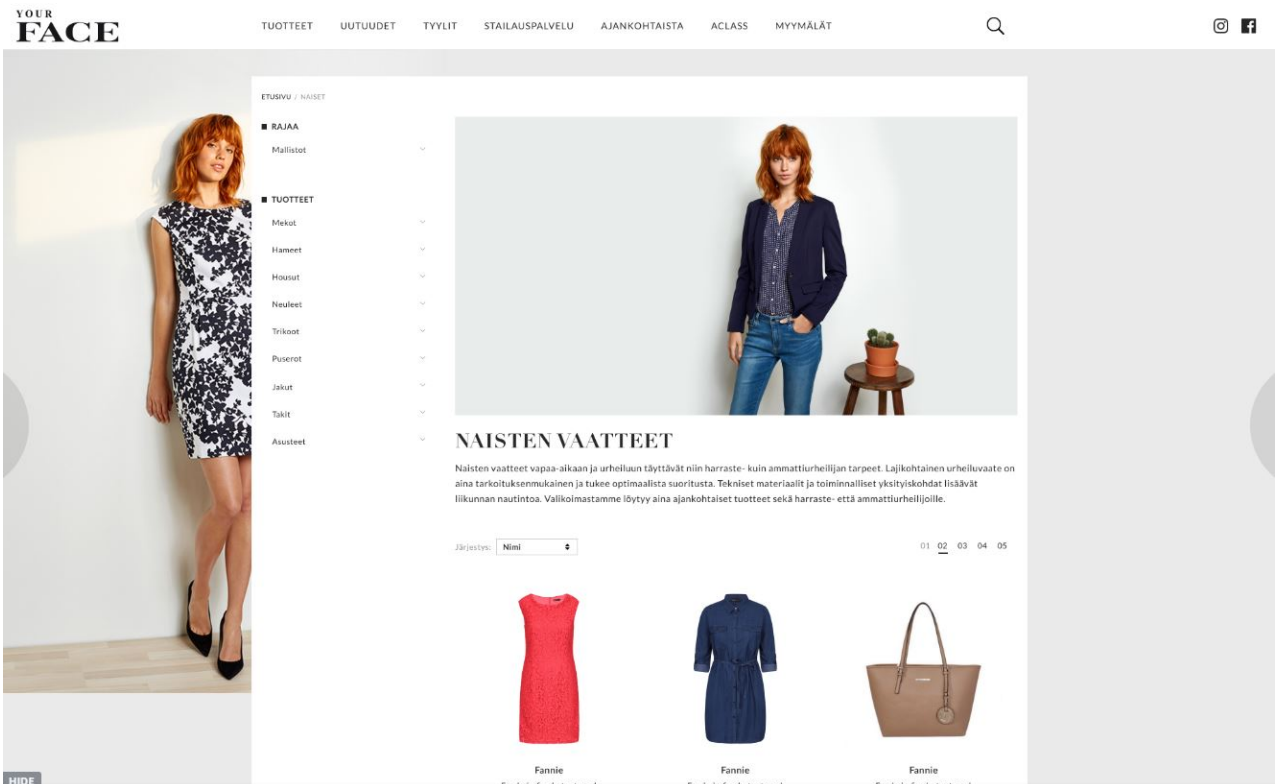 YOUR
FACE
TUOTTEET UUTUUDET TYYLIT STAILAUSPALVELU AJANKOHTAISTA ACLASS MYYMÄLÄT
ETUSIVU / NAISET
RAJAA
Mallistot
TUOTTEET
Mekot
Hameet
Housut
Neuleet
Trikoot
Puserot
Jakut
Takit
Asusteet
NAISTEN VAATTEET
Naisten vaatteet vapaa-aikaan ja urheiluun täyttävät niin harraste- kuin ammattiurheilijan tarpeet. Lajikohtainen urheiluvaate on
aina tarkoituksenmukainen ja tukee optimaalista suoritusta. Tekniset materiaalit ja toiminnalliset yksityiskohdat lisäävät
liikunnan nautintoa. Valikoimastamme löytyy aina ajankohtaiset tuotteet sekä harraste- että ammattiurheilijoille.
Järjestys: Nimi 01 02 03 04 05
Fannie Fannie Fannie
HIDE